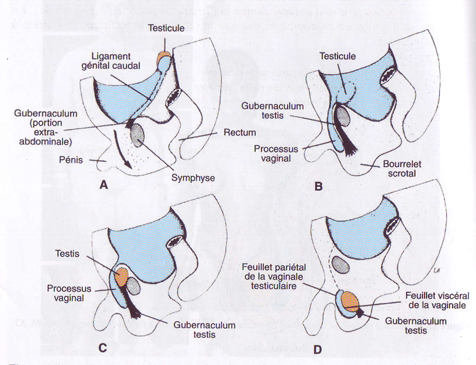 Testicule
Ligament
génital caudal
Gubernaculum
(portion
extra-
abdominale)
Pénis
Rectum
Symphyse
A
Testicule
Gubernaculum
testis
Processus
vaginal
Bourrelet
scrotal
B
Testis
Processus
vaginal
Gubernaculum
testis
C
Feuillet pariétal
de la vaginale
testiculaire
Feuillet viscéral
de la vaginale
Gubernaculum
testis
D